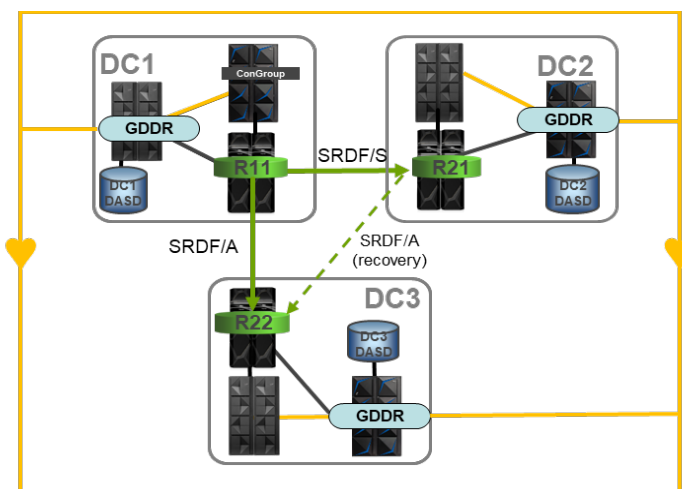 DC1
ConGroup
GDDR
R11
DC1
DASD
SRDF/S
DC2
GDDR
R21
DC2
DASD
SRDF/A
SRDF/A
(recovery)
DC3
R22
DC3
DASD
GDDR